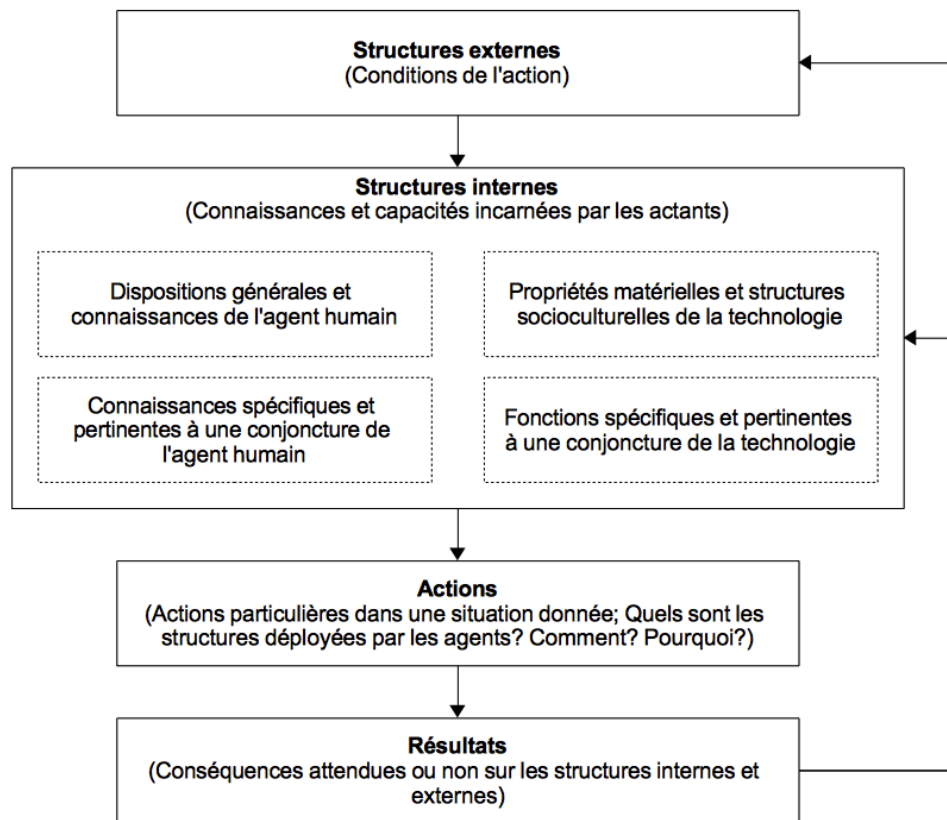 Structures externes
(Conditions de l'action)
Structures internes
(Connaissances et capacités incarnées par les actants)
Dispositions générales et
connaissances de l'agent humain
Propriétés matérielles et structures
socioculturelles de la technologie
Connaissances spécifiques et
pertinentes à une conjoncture de
l'agent humain
Fonctions spécifiques et pertinentes
à une conjoncture de la technologie
Actions
(Actions particulières dans une situation donnée; Quels sont les
structures déployées par les agents? Comment? Pourquoi?)
Résultats
(Conséquences attendues ou non sur les structures internes et
externes)